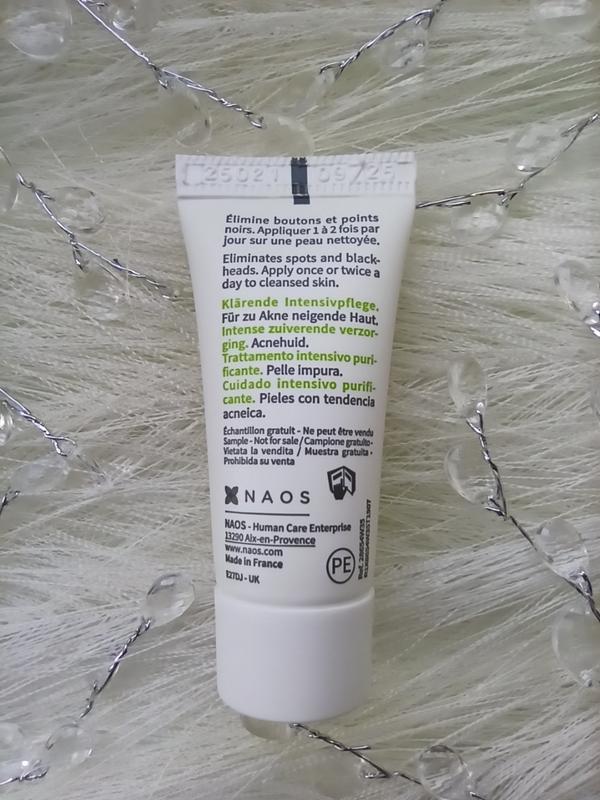 25021 09/25
Élimine boutons et points
noirs. Appliquer 1 à 2 fois par
jour sur une peau nettoyée.
Eliminates spots and black-
heads. Apply once or twice a
day to cleansed skin.
Klärende Intensivpflege.
Für zu Akne neigende Haut.
Intense zuiverende verzor-
ging. Acnehuid.
Trattamento intensivo puri-
ficante. Pelle impura.
Cuidado intensivo purifi-
cante. Pieles con tendencia
acneica.
Échantillon gratuit - Ne peut être vendu
Sample - Not for sale / Campione gratuito -
Vietata la vendita / Muestra gratuita -
Prohibida su venta
NAOS
NAOS - Human Care Enterprise
13290 Aix-en-Provence
www.naos.com
Made in France
E27DJ - UK
PE
Ref. 28654W3S